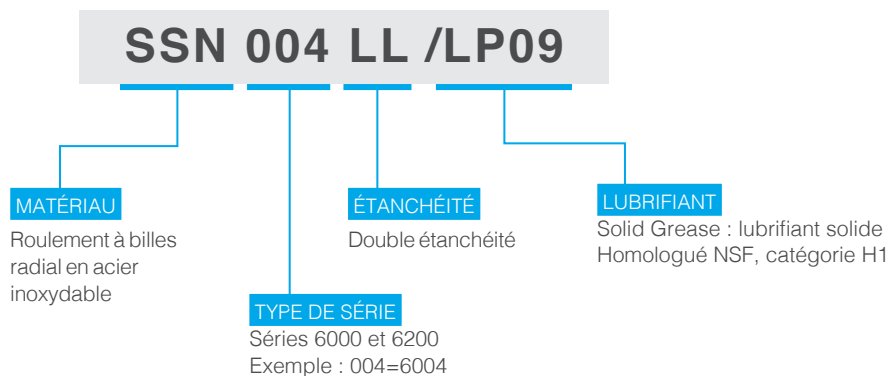 SSN 004 LL /LP09
MATÉRIAU
Roulement à billes
radial en acier
inoxydable
TYPE DE SÉRIE
Séries 6000 et 6200
Exemple : 004=6004
ÉTANCHÉITÉ
Double étanchéité
LUBRIFIANT
Solid Grease : lubrifiant solide
Homologué NSF, catégorie H1